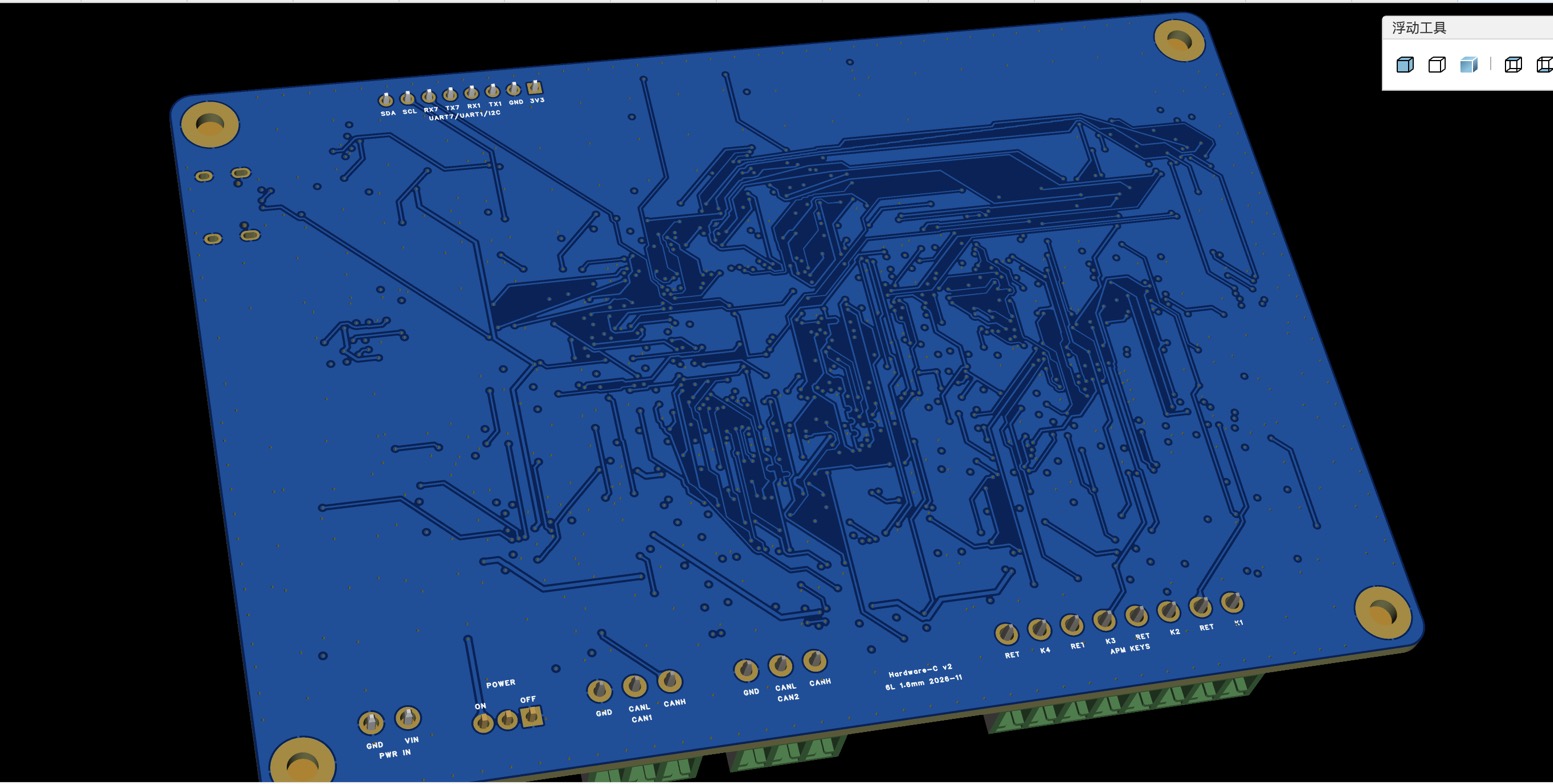 浮动工具
SDA SCL RX7 TX7 RX1 TX1 GND 3V3
UART7/UART1/I2C
RET K4 RET K3 RET K2 RET K1
APM KEYS
Hardware-C v2
6L 1.6mm 2026-11
GND CANL CANH
CAN2
GND CANL CANH
CAN1
POWER
ON OFF
GND VIN
PWR IN